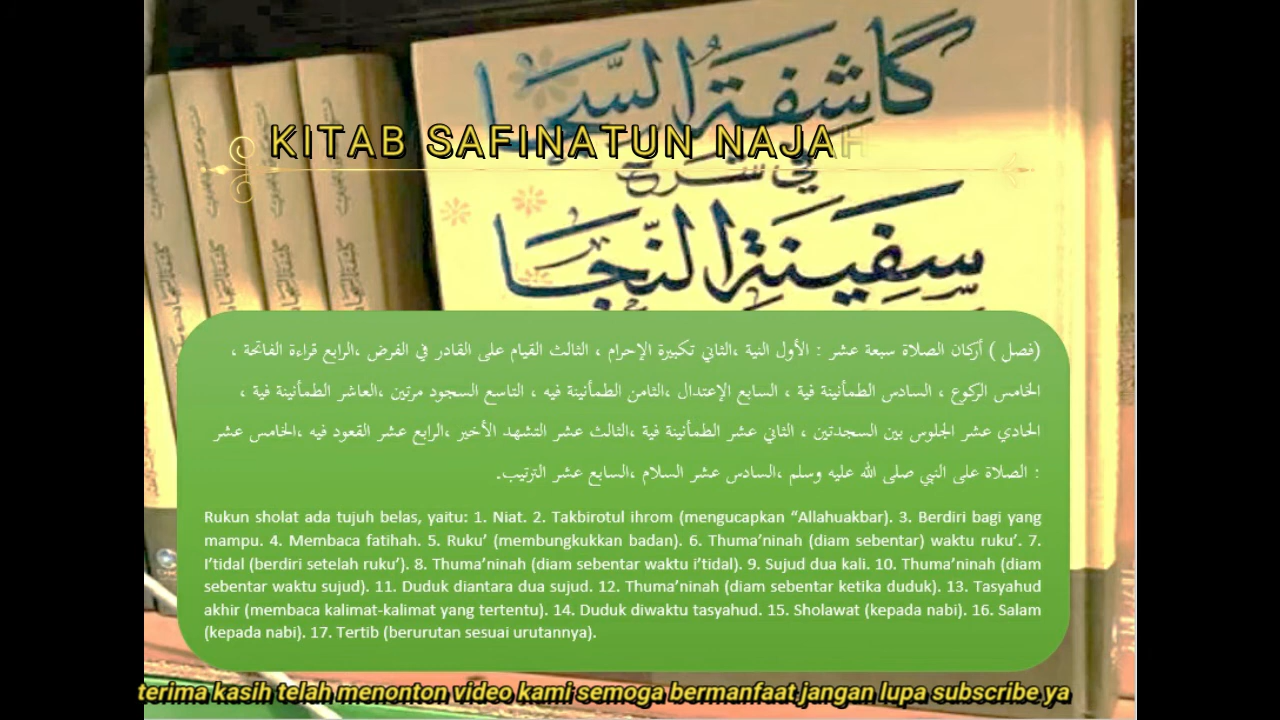 كاشفة السجا
KITAB SAFINATUN NAJAH
في شرح
سفينة النجا
(فصل ) أركان الصلاة سبعة عشر : الأول النية ،الثاني تكبيرة الإحرام ، الثالث القيام على القادر في الفرض ،الرابع قراءة الفاتحة ،
الخامس الركوع ، السادس الطمأنينة فية ، السابع الإعتدال ،الثامن الطمأنينة فيه ، التاسع السجود مرتين ،العاشر الطمأنينة فية ،
الحادي عشر الجلوس بين السجدتين ، الثاني عشر الطمأنينة فية ،الثالث عشر التشهد الأخير ،الرابع عشر القعود فيه ،الخامس عشر
: الصلاة على النبي صلى الله عليه وسلم ،السادس عشر السلام ،السابع عشر الترتيب.
Rukun sholat ada tujuh belas, yaitu: 1. Niat. 2. Takbirotul ihrom (mengucapkan “Allahuakbar). 3. Berdiri bagi yang
mampu. 4. Membaca fatihah. 5. Ruku’ (membungkukkan badan). 6. Thuma’ninah (diam sebentar) waktu ruku’. 7.
I’tidal (berdiri setelah ruku’). 8. Thuma’ninah (diam sebentar waktu i’tidal). 9. Sujud dua kali. 10. Thuma’ninah (diam
sebentar waktu sujud). 11. Duduk diantara dua sujud. 12. Thuma’ninah (diam sebentar ketika duduk). 13. Tasyahud
akhir (membaca kalimat-kalimat yang tertentu). 14. Duduk diwaktu tasyahud. 15. Sholawat (kepada nabi). 16. Salam
(kepada nabi). 17. Tertib (berurutan sesuai urutannya).
terima kasih telah menonton video kami semoga bermanfaat,jangan lupa subscribe ya